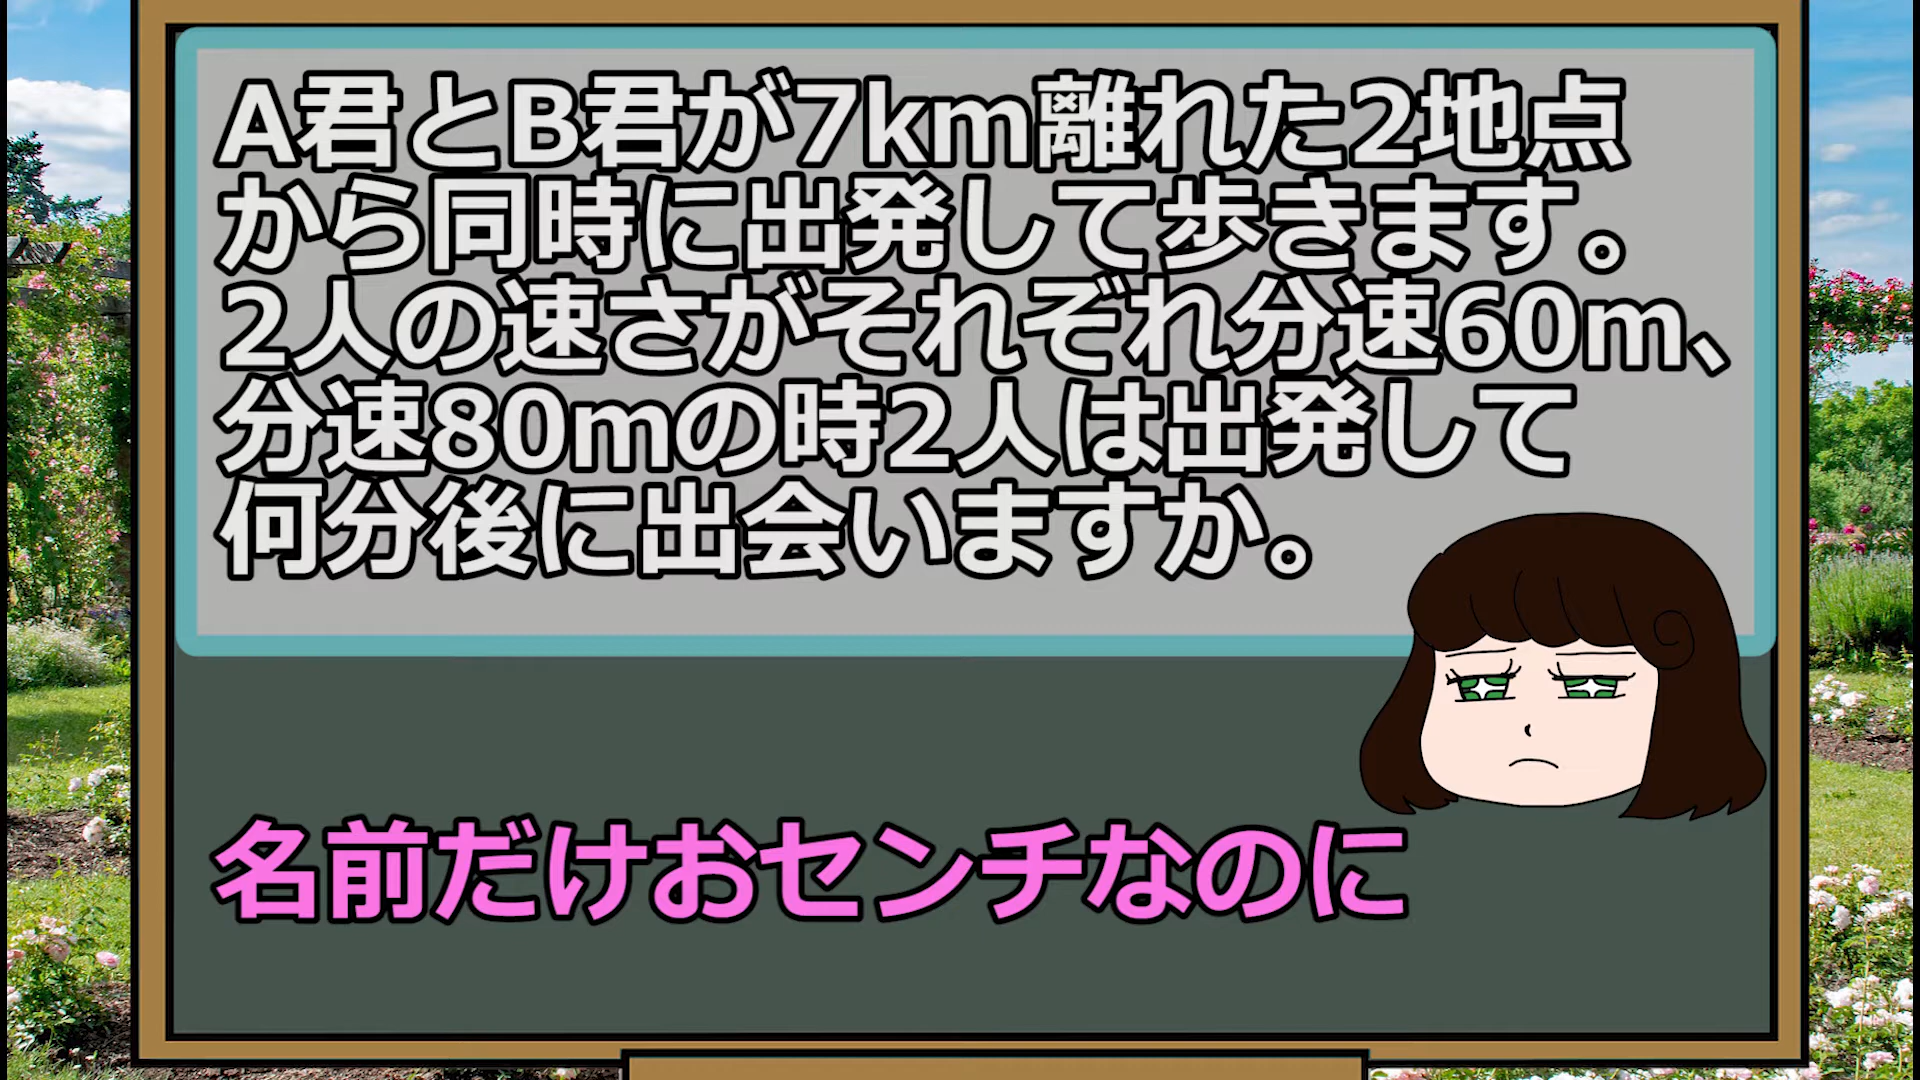 A君とB君が7km離れた2地点
から同時に出発して歩きます。
2人の速さがそれぞれ分速60m、
分速80mの時2人は出発して
何分後に出会いますか。
名前だけおセンチなのに